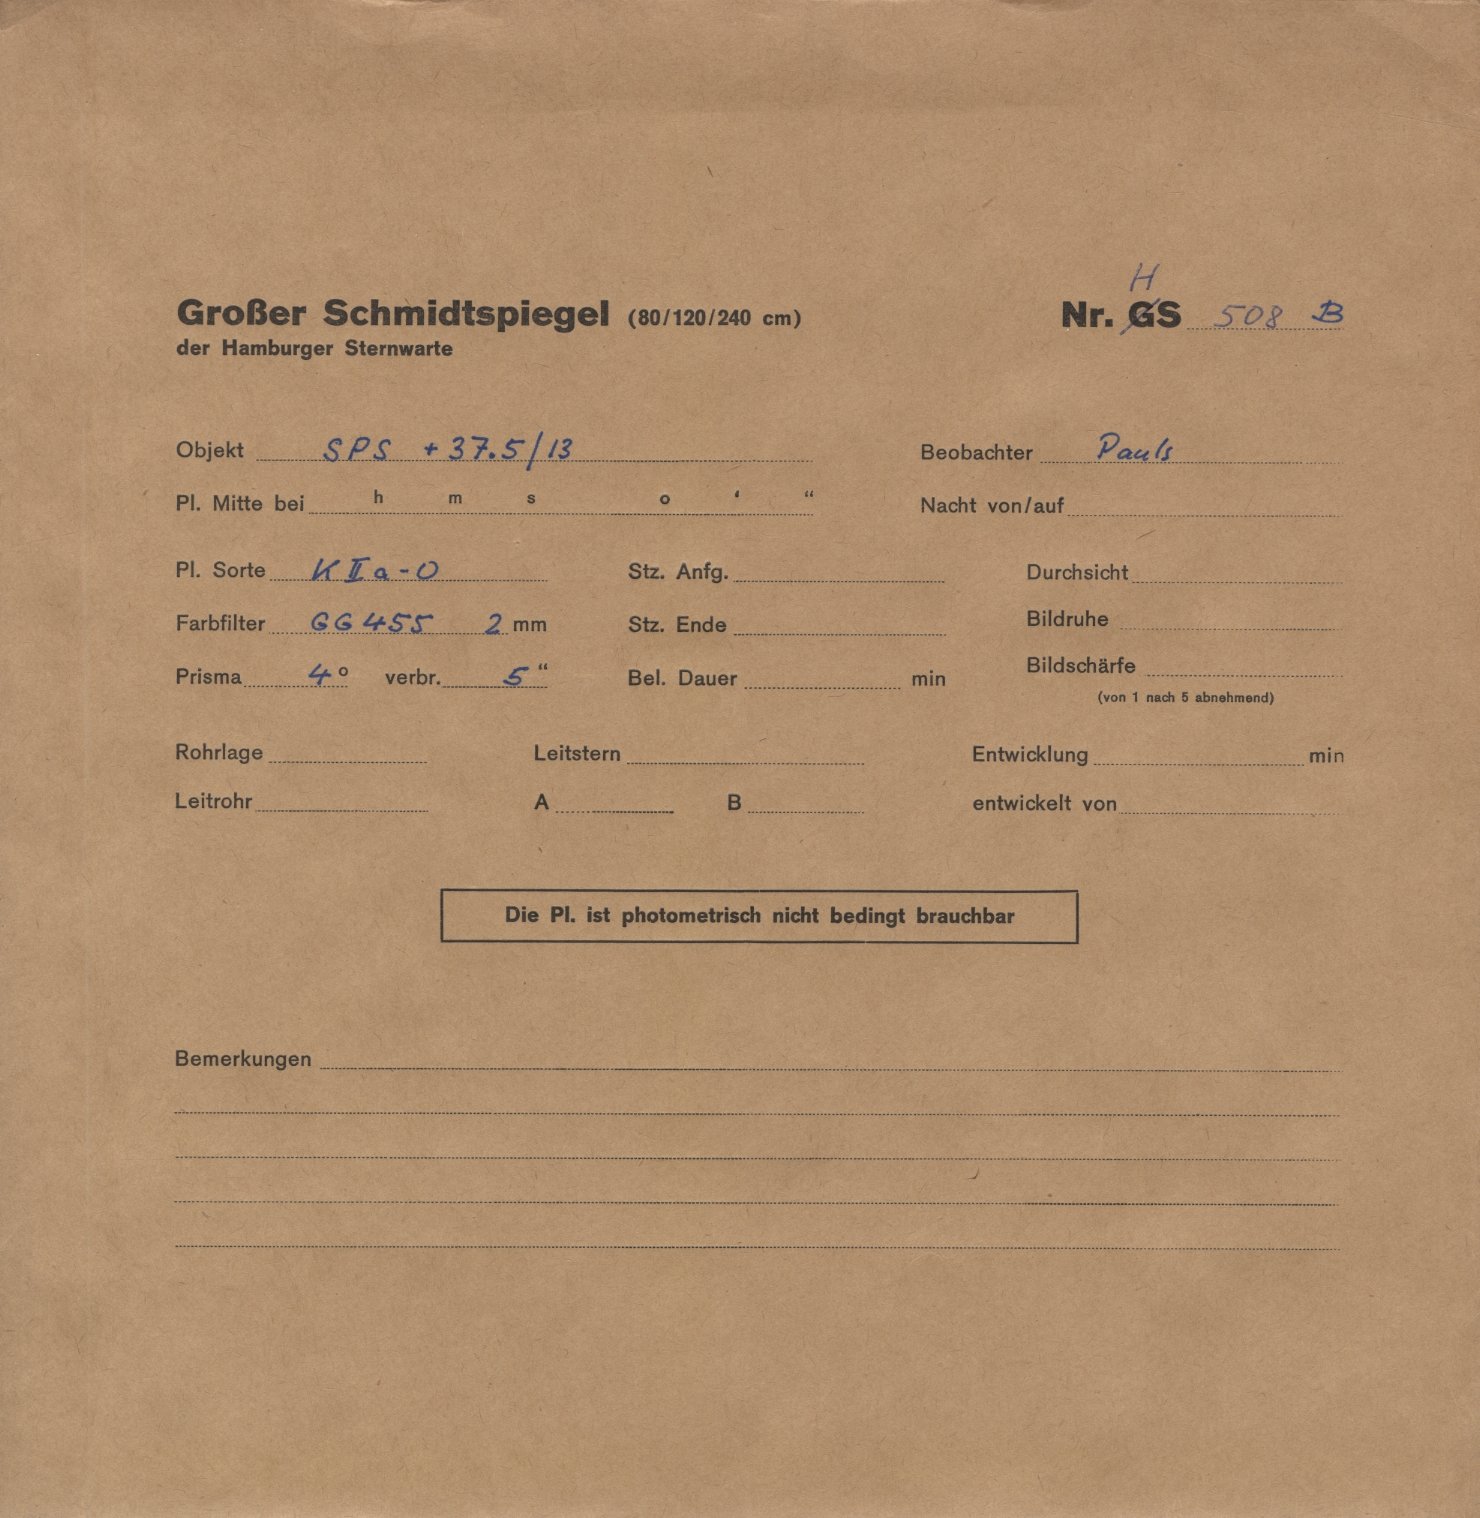 H
Großer Schmidtspiegel (80/120/240 cm) Nr. GS 508 B
der Hamburger Sternwarte
Objekt SPS +37.5/13 Beobachter Pauls
Pl. Mitte bei h m s o ‘ “ Nacht von/auf
Pl. Sorte K II a-O Stz. Anfg. Durchsicht
Farbfilter GG455 2 mm Stz. Ende Bildruhe
Prisma 4° verbr. 5“ Bel. Dauer min Bildschärfe
(von 1 nach 5 abnehmend)
Rohrlage Leitstern Entwicklung min
Leitrohr A B entwickelt von
Die Pl. ist photometrisch nicht bedingt brauchbar
Bemerkungen